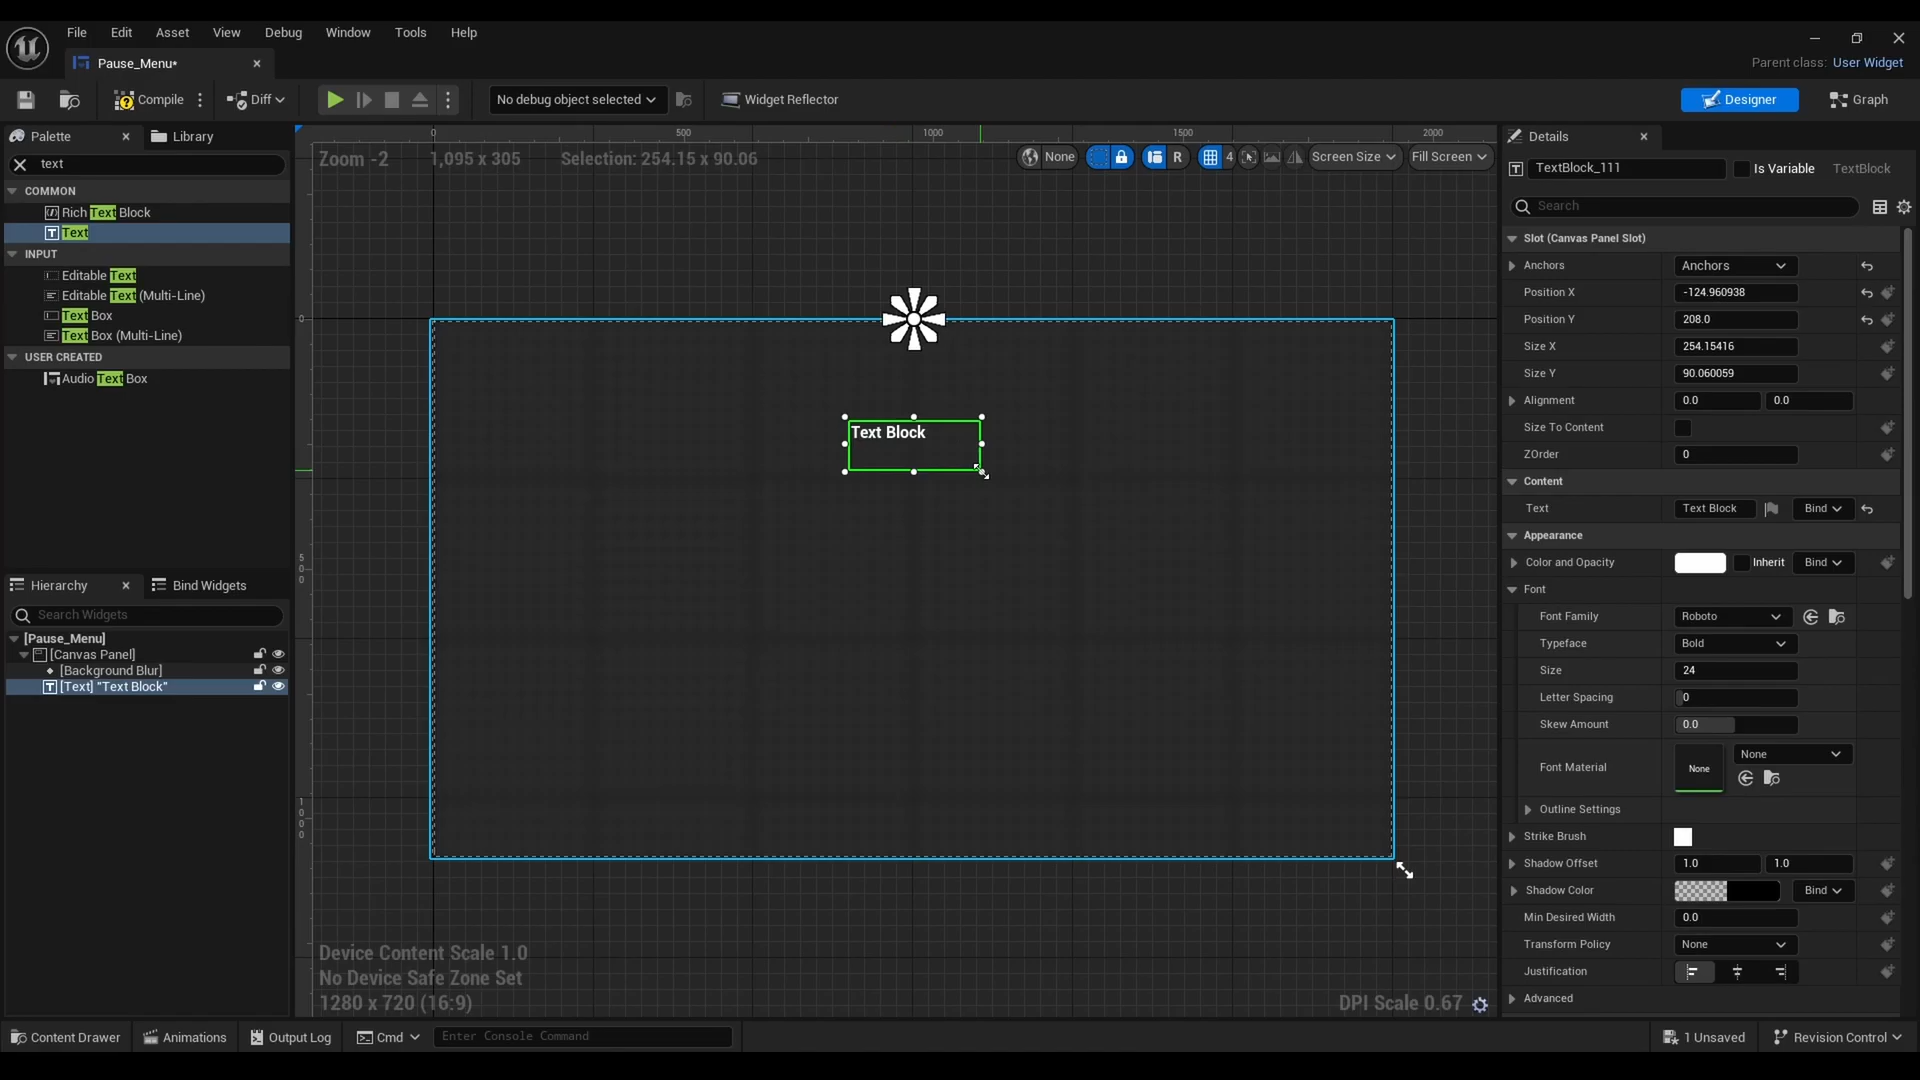 File Edit Asset View Debug Window Tools Help
Pause_Menu*
Parent class: User Widget
Compile Diff No debug object selected Widget Reflector Designer Graph
Palette Library
text
COMMON
Rich Text Block
Text
INPUT
Editable Text
Editable Text (Multi-Line)
Text Box
Text Box (Multi-Line)
USER CREATED
Audio Text Box
Hierarchy Bind Widgets
Search Widgets
[Pause_Menu]
[Canvas Panel]
[Background Blur]
[Text] "Text Block"
0 500 1000 1500 2000
Zoom -2 1,095 x 305 Selection: 254.15 x 90.06
None R 4 Screen Size Fill Screen
0
500
1000
Text Block
Device Content Scale 1.0
No Device Safe Zone Set
1280 x 720 (16:9)
DPI Scale 0.67
Details
TextBlock_111 Is Variable TextBlock
Search
Slot (Canvas Panel Slot)
Anchors Anchors
Position X -124.960938
Position Y 208.0
Size X 254.15416
Size Y 90.060059
Alignment 0.0 0.0
Size To Content
ZOrder 0
Content
Text Text Block Bind
Appearance
Color and Opacity Inherit Bind
Font
Font Family Roboto
Typeface Bold
Size 24
Letter Spacing 0
Skew Amount 0.0
Font Material None None
Outline Settings
Strike Brush
Shadow Offset 1.0 1.0
Shadow Color Bind
Min Desired Width 0.0
Transform Policy None
Justification
Advanced
Content Drawer Animations Output Log Cmd Enter Console Command 1 Unsaved Revision Control